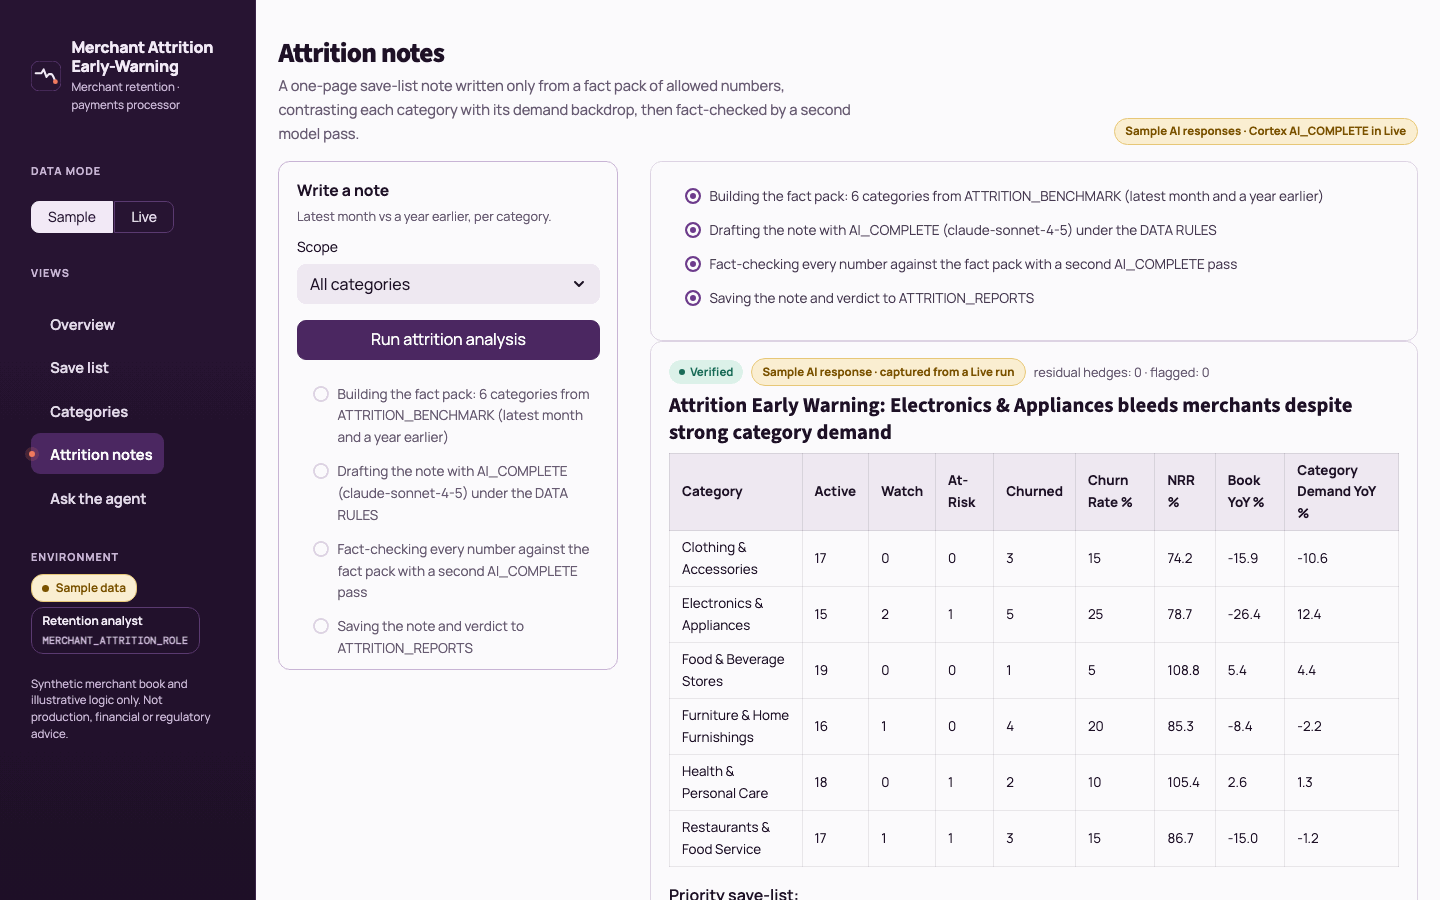 Merchant Attrition
Early-Warning
Merchant retention ·
payments processor
DATA MODE
Sample
Live
VIEWS
Overview
Save list
Categories
Attrition notes
Ask the agent
ENVIRONMENT
Sample data
Retention analyst
MERCHANT_ATTRITION_ROLE
Synthetic merchant book and
illustrative logic only. Not
production, financial or regulatory
advice.
Attrition notes
A one-page save-list note written only from a fact pack of allowed numbers,
contrasting each category with its demand backdrop, then fact-checked by a second
model pass.
Sample AI responses · Cortex AI_COMPLETE in Live
Write a note
Latest month vs a year earlier, per category.
Scope
All categories
Run attrition analysis
Building the fact pack: 6 categories from
ATTRITION_BENCHMARK (latest month
and a year earlier)
Drafting the note with AI_COMPLETE
(claude-sonnet-4-5) under the DATA
RULES
Fact-checking every number against the
fact pack with a second AI_COMPLETE
pass
Saving the note and verdict to
ATTRITION_REPORTS
Building the fact pack: 6 categories from ATTRITION_BENCHMARK (latest month and a year earlier)
Drafting the note with AI_COMPLETE (claude-sonnet-4-5) under the DATA RULES
Fact-checking every number against the fact pack with a second AI_COMPLETE pass
Saving the note and verdict to ATTRITION_REPORTS
Verified
Sample AI response · captured from a Live run
residual hedges: 0 · flagged: 0
Attrition Early Warning: Electronics & Appliances bleeds merchants despite
strong category demand
Category Active Watch At-Risk Churned Churn Rate % NRR % Book YoY % Category Demand YoY %
Clothing & Accessories 17 0 0 3 15 74.2 -15.9 -10.6
Electronics & Appliances 15 2 1 5 25 78.7 -26.4 12.4
Food & Beverage Stores 19 0 0 1 5 108.8 5.4 4.4
Furniture & Home Furnishings 16 1 0 4 20 85.3 -8.4 -2.2
Health & Personal Care 18 0 1 2 10 105.4 2.6 1.3
Restaurants & Food Service 17 1 1 3 15 86.7 -15.0 -1.2
Priority save-list: